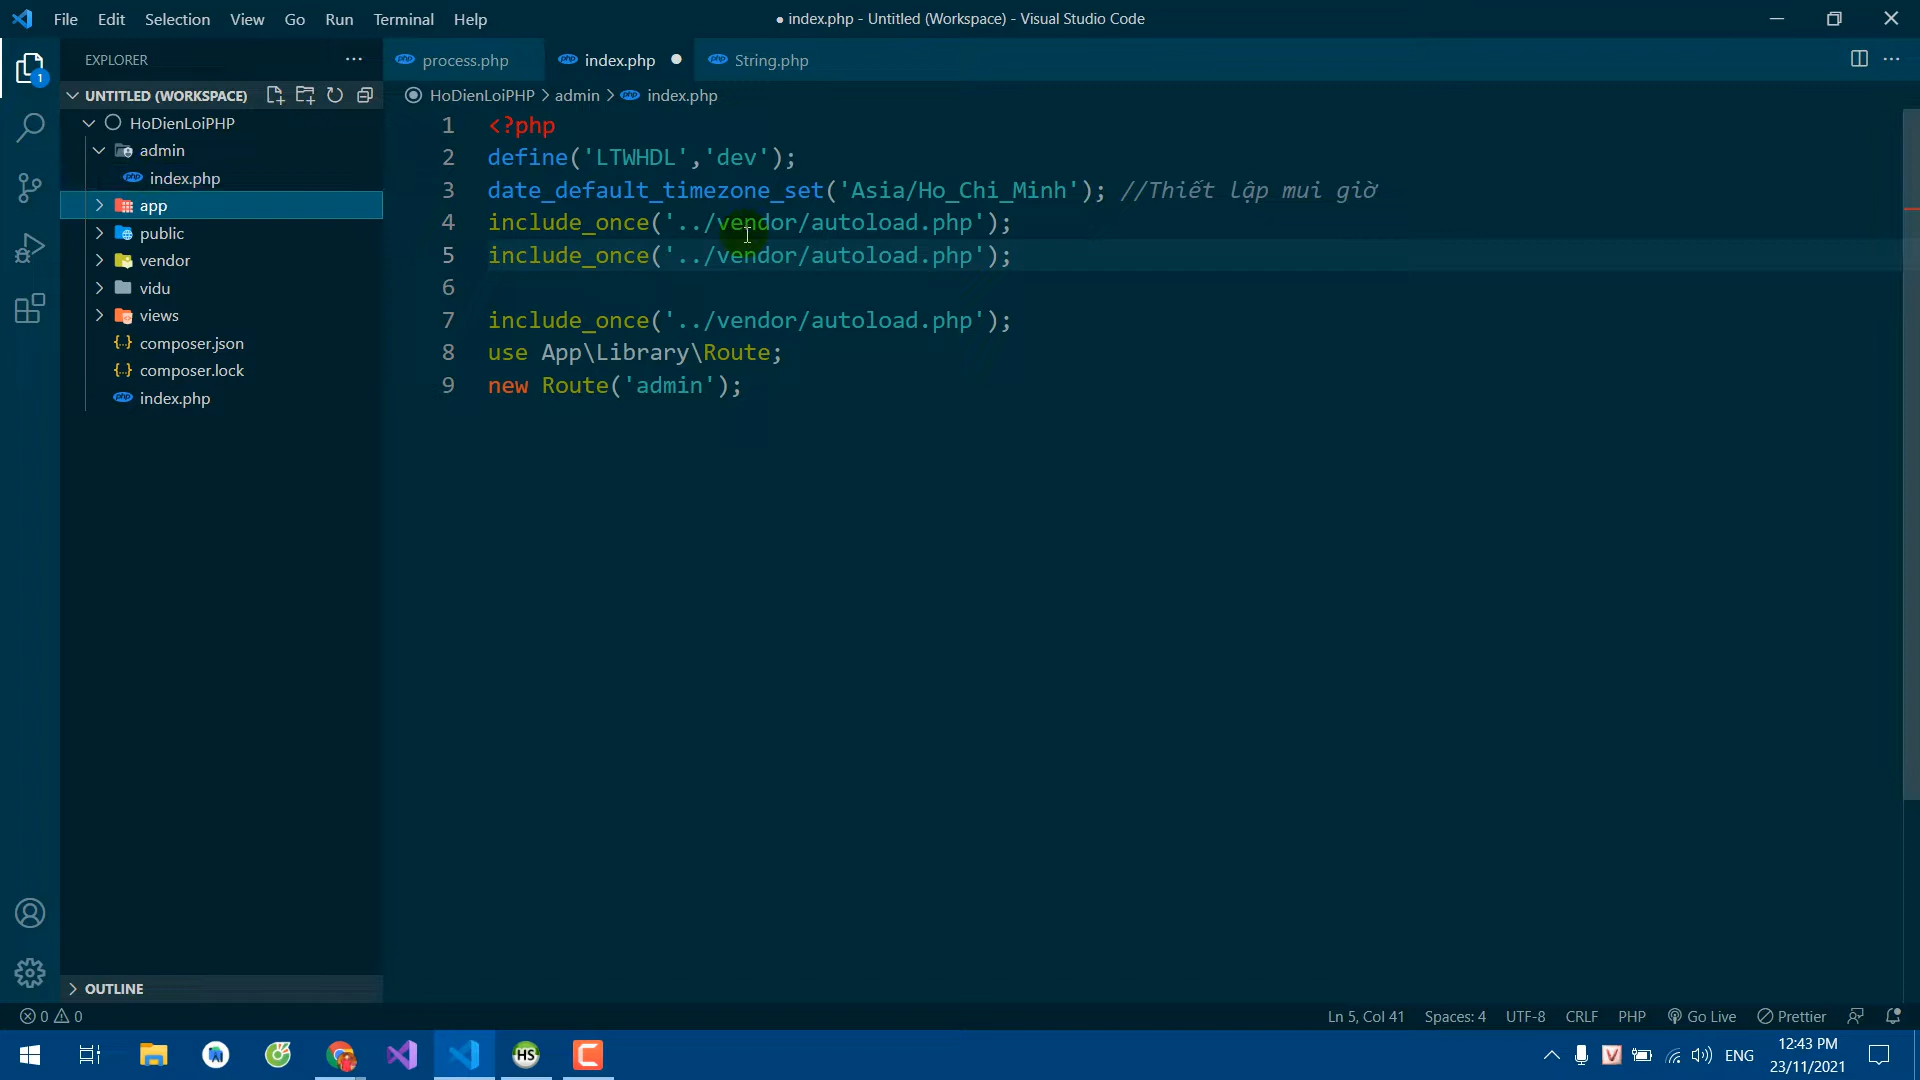 File Edit Selection View Go Run Terminal Help
● index.php - Untitled (Workspace) - Visual Studio Code
EXPLORER
process.php index.php String.php
1
UNTITLED (WORKSPACE)
HoDienLoiPHP > admin > index.php
HoDienLoiPHP
admin
index.php
app
public
vendor
vidu
views
composer.json
composer.lock
index.php
1 <?php
2 define('LTWHDL','dev');
3 date_default_timezone_set('Asia/Ho_Chi_Minh'); //Thiết lập mui giờ
4 include_once('../vendor/autoload.php');
5 include_once('../vendor/autoload.php');
6
7 include_once('../vendor/autoload.php');
8 use App\Library\Route;
9 new Route('admin');
OUTLINE
0 0 Ln 5, Col 41 Spaces: 4 UTF-8 CRLF PHP Go Live Prettier
HS V ENG 12:43 PM
23/11/2021